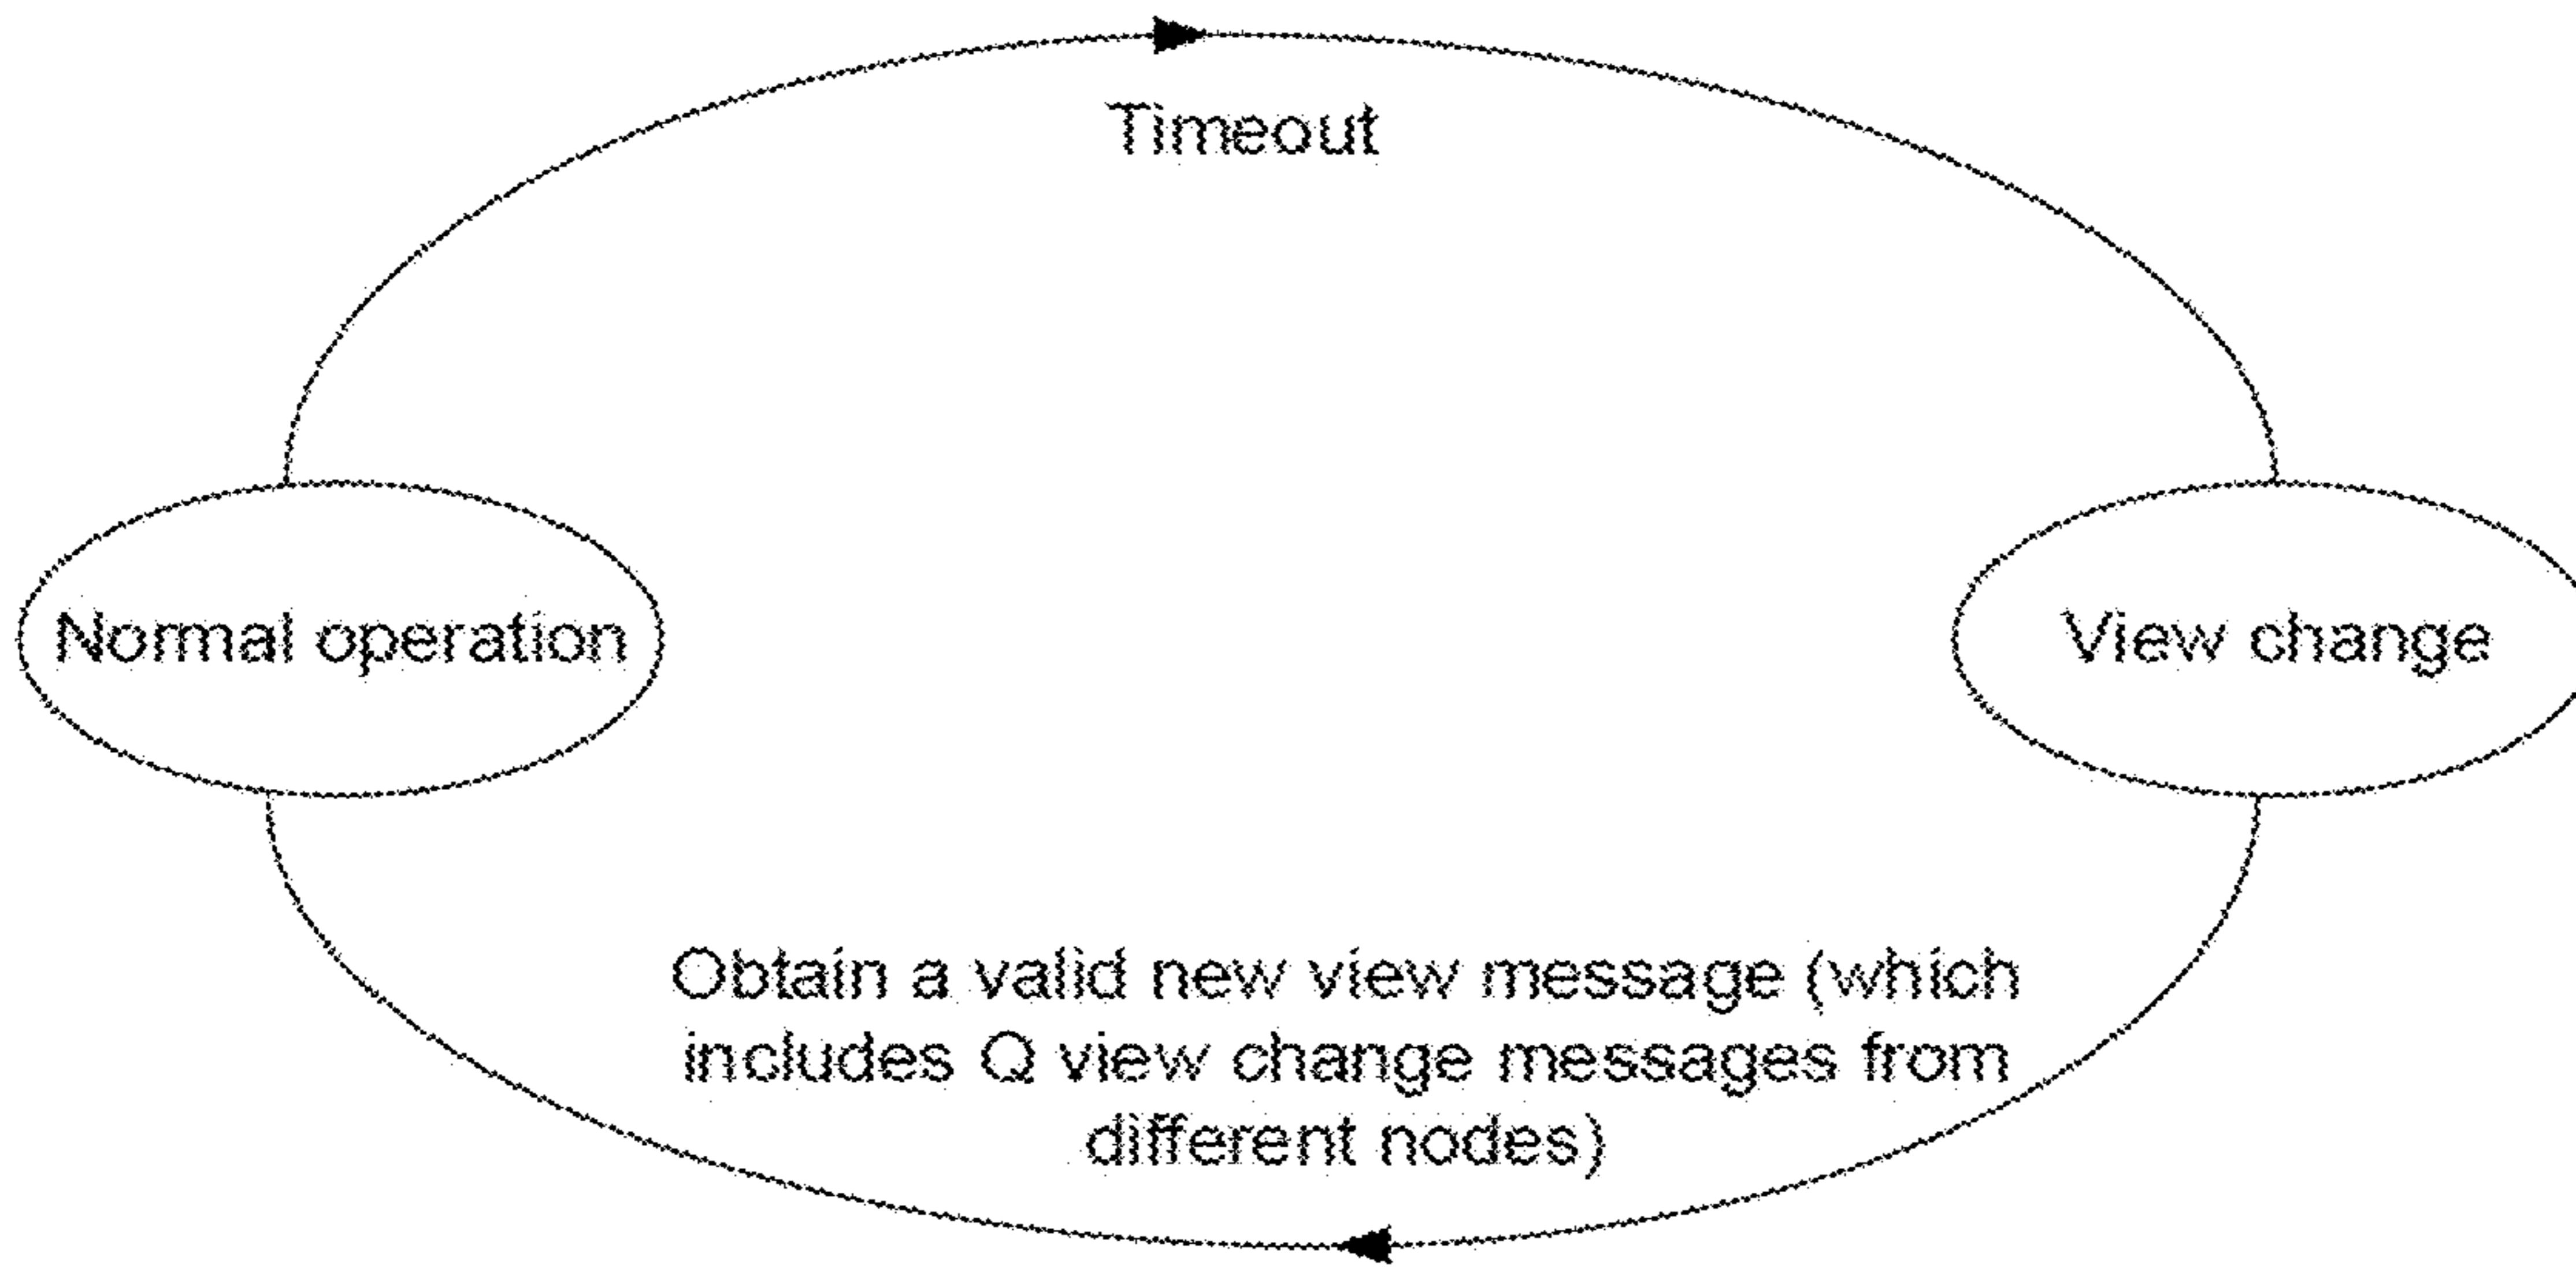 Timeout
Normal operation
View change
Obtain a valid new view message (which
includes Q view change messages from
different nodes)